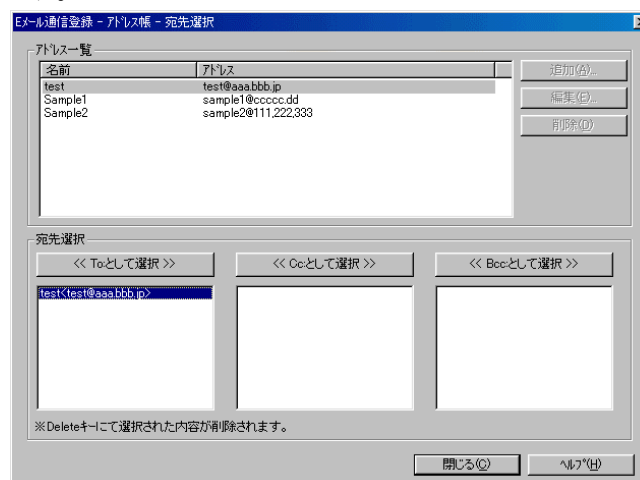 Eメール通信登録 - アドレス帳 - 宛先選択
アドレス一覧
名前 アドレス
test test@aaa.bbb.jp
Sample1 sample1@ccccc.dd
Sample2 sample2@111,222,333
追加(A)...
編集(E)...
削除(D)
宛先選択
<< To:として選択 >> << Cc:として選択 >> << Bcc:として選択 >>
test<test@aaa.bbb.jp>
※Deleteキーにて選択された内容が削除されます。
閉じる(C) ヘルプ(H)